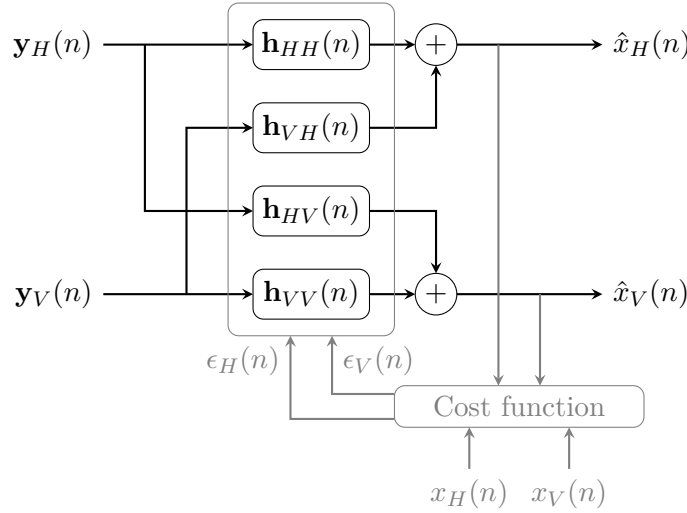 y_H(n) h_HH(n) + x̂_H(n)
h_VH(n)
h_HV(n)
y_V(n) h_VV(n) + x̂_V(n)
ϵ_H(n) ϵ_V(n)
Cost function
x_H(n) x_V(n)